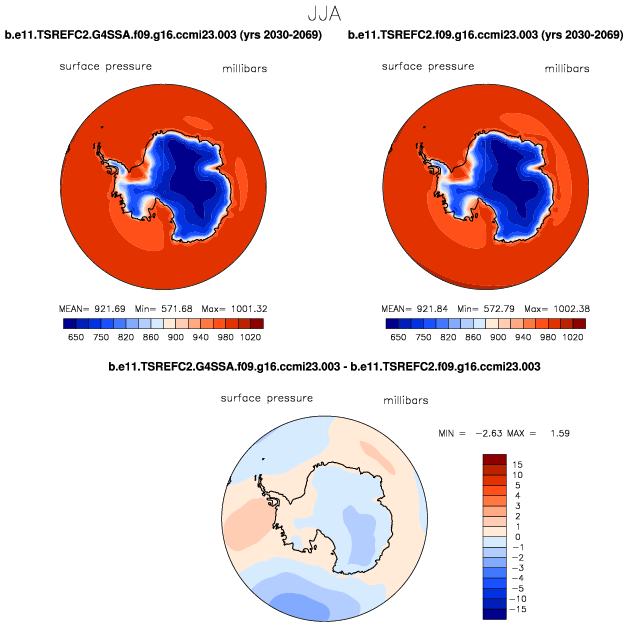 JJA
b.e11.TSREFC2.G4SSA.f09.g16.ccmi23.003 (yrs 2030-2069) b.e11.TSREFC2.f09.g16.ccmi23.003 (yrs 2030-2069)
surface pressure millibars surface pressure millibars
MEAN= 921.69 Min= 571.68 Max= 1001.32 MEAN= 921.84 Min= 572.79 Max= 1002.38
650 750 820 860 900 940 980 1020 650 750 820 860 900 940 980 1020
b.e11.TSREFC2.G4SSA.f09.g16.ccmi23.003 - b.e11.TSREFC2.f09.g16.ccmi23.003
surface pressure millibars
MIN = -2.63 MAX = 1.59
15
10
5
4
3
2
1
0
-1
-2
-3
-4
-5
-10
-15